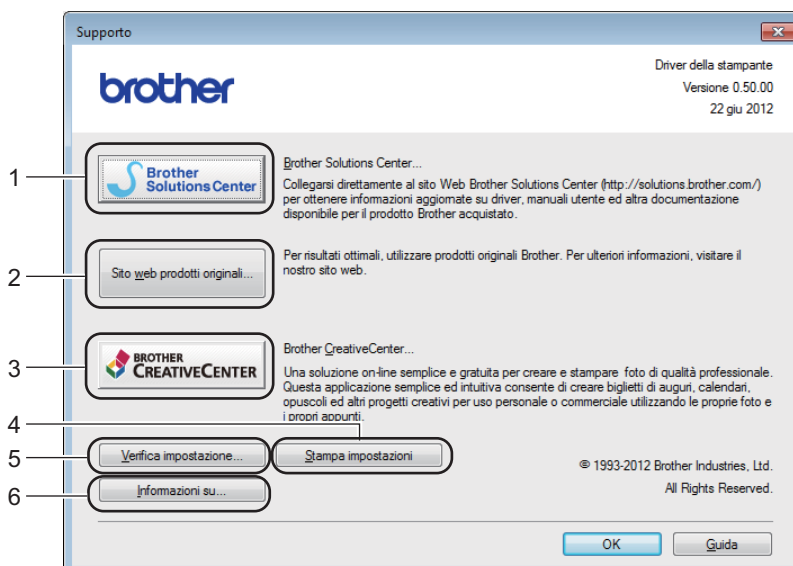 Supporto
brother
Driver della stampante
Versione 0.50.00
22 giu 2012
1
Brother
Solutions Center
Brother Solutions Center...
Collegarsi direttamente al sito Web Brother Solutions Center (http://solutions.brother.com/)
per ottenere informazioni aggiornate su driver, manuali utente ed altra documentazione
disponibile per il prodotto Brother acquistato.
2
Sito web prodotti originali...
Per risultati ottimali, utilizzare prodotti originali Brother. Per ulteriori informazioni, visitare il
nostro sito web.
3
BROTHER
CREATIVECENTER
Brother CreativeCenter...
Una soluzione on-line semplice e gratuita per creare e stampare foto di qualità professionale.
Questa applicazione semplice ed intuitiva consente di creare biglietti di auguri, calendari,
opuscoli ed altri progetti creativi per uso personale o commerciale utilizzando le proprie foto e
i propri appunti.
4
5
Verifica impostazione...
Stampa impostazioni
6
Informazioni su...
© 1993-2012 Brother Industries, Ltd.
All Rights Reserved.
OK
Guida